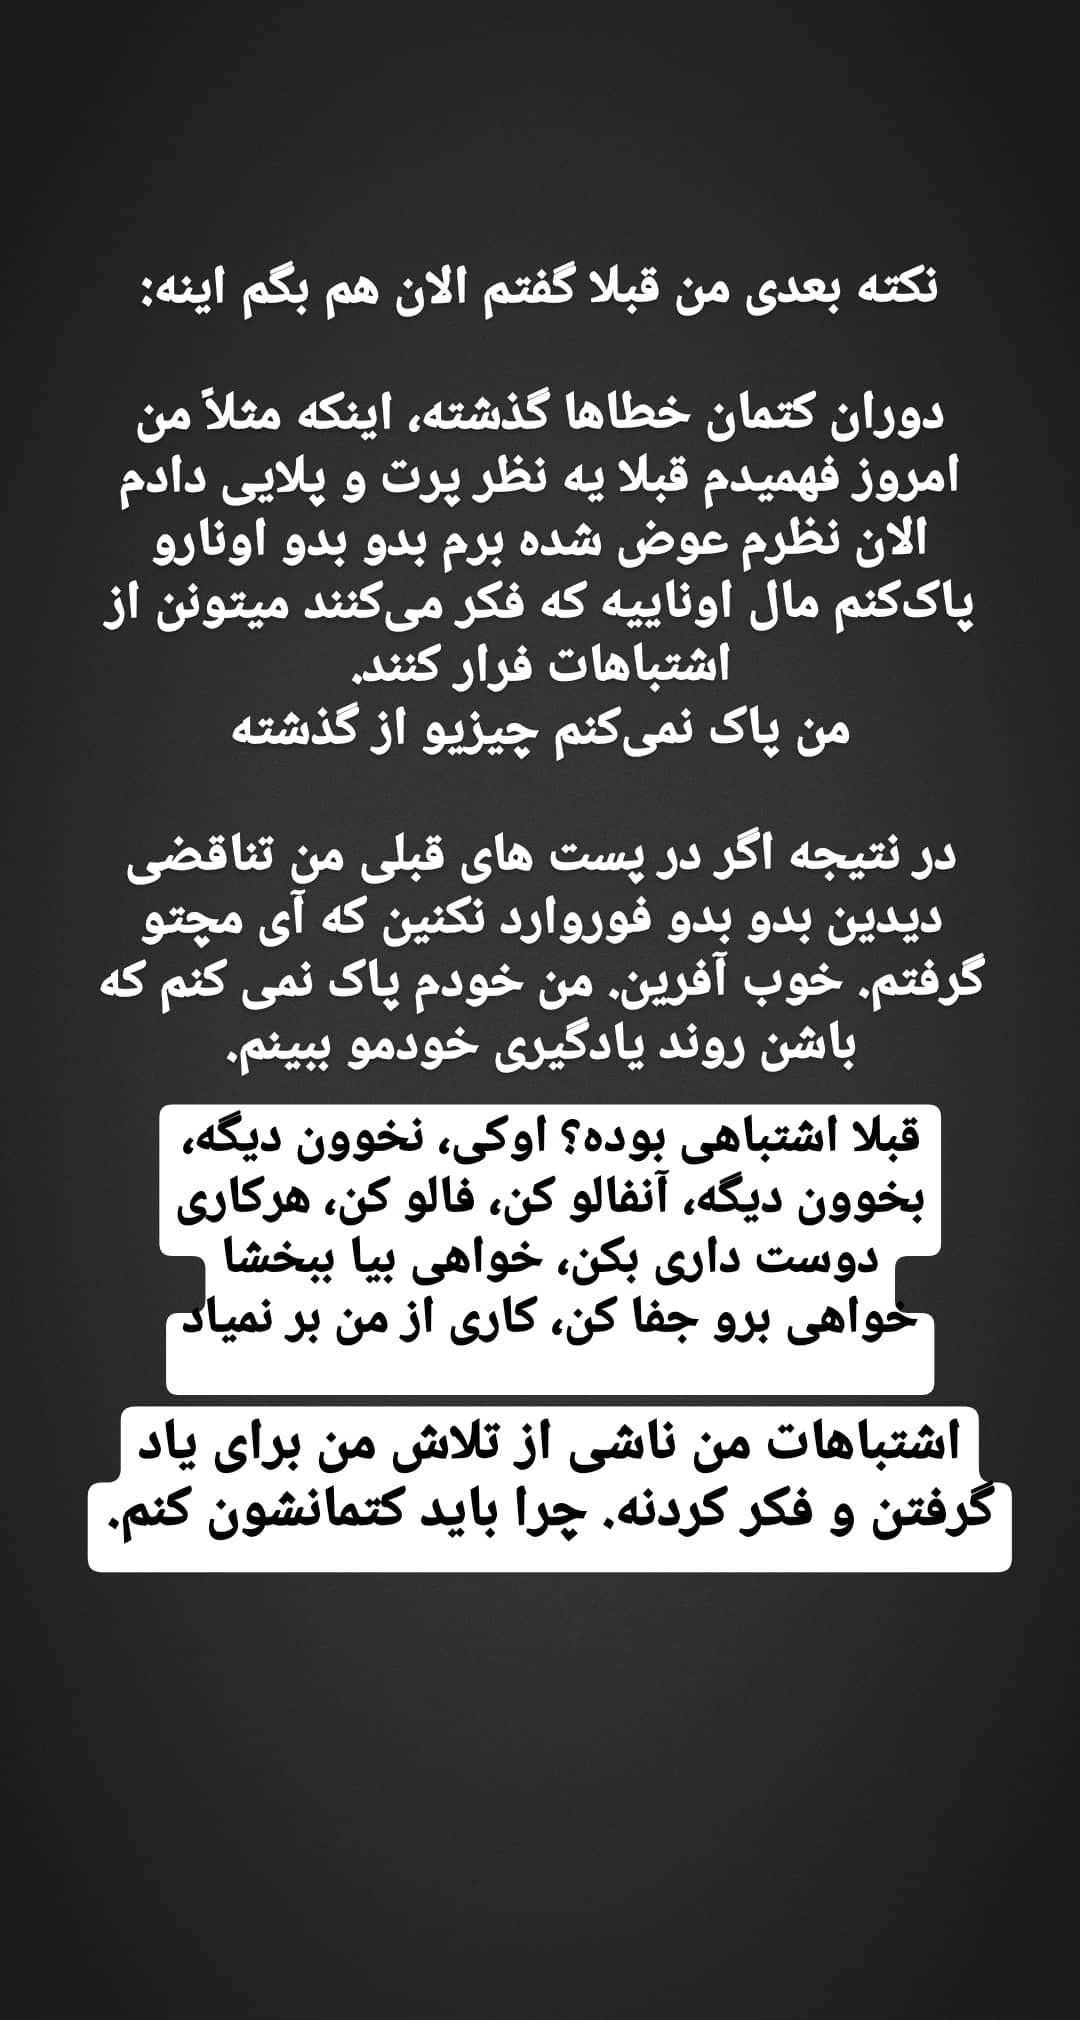 نکته بعدی من قبلا گفتم الان هم بگم اینه:
دوران کتمان خطاها گذشته، اینکه مثلاً من
امروز فهمیدم قبلا یه نظر پرت و پلایی دادم
الان نظرم عوض شده برم بدو بدو اونارو
پاک‌کنم مال اوناییه که فکر می‌کنند میتونن از
اشتباهات فرار کنند.
من پاک نمی‌کنم چیزیو از گذشته
در نتیجه اگر در پست های قبلی من تناقضی
دیدین بدو بدو فوروارد نکنین که آی مچتو
گرفتم. خوب آفرین. من خودم پاک نمی کنم که
باشن روند یادگیری خودمو ببینم.
قبلا اشتباهی بوده؟ اوکی، نخوون دیگه،
بخوون دیگه، آنفالو کن، فالو کن، هرکاری
دوست داری بکن، خواهی بیا ببخشا
خواهی برو جفا کن، کاری از من بر نمیاد
اشتباهات من ناشی از تلاش من برای یاد
گرفتن و فکر کردنه. چرا باید کتمانشون کنم.